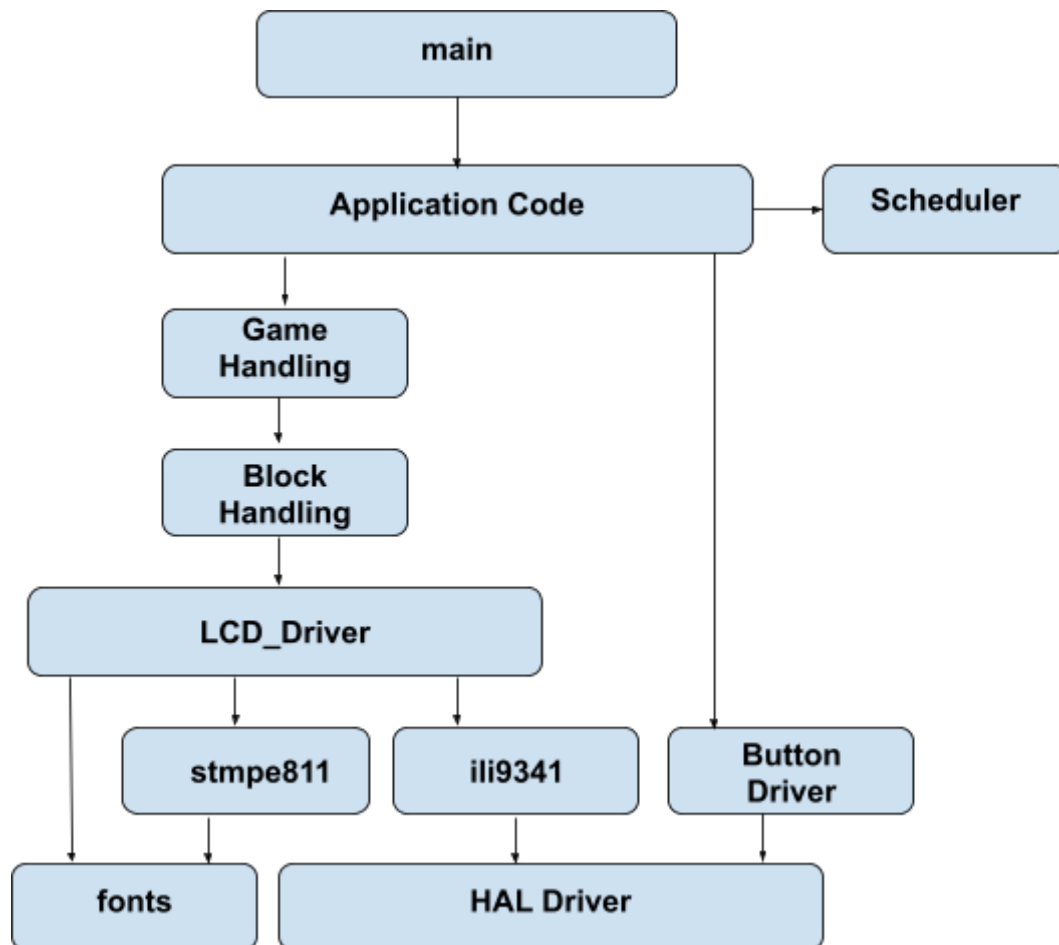 main
Application Code
Scheduler
Game
Handling
Block
Handling
LCD_Driver
stmpe811
ili9341
Button
Driver
fonts
HAL Driver